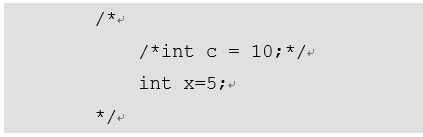 /*↵
/*int c = 10;*/↵
int x=5;↵
*/↵